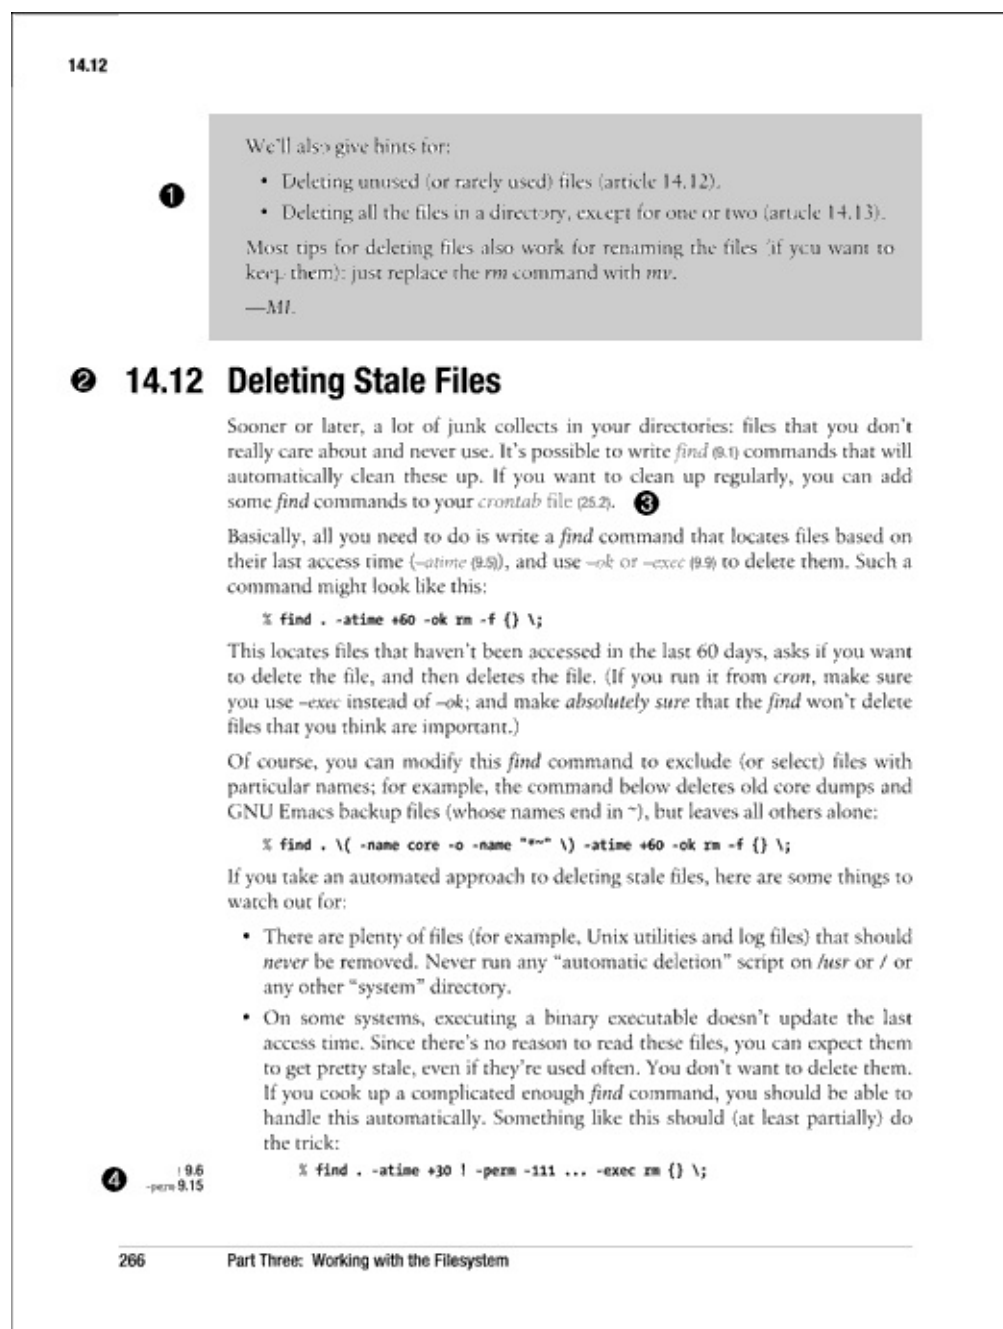 14.12
We'll also give hints for:
• Deleting unused (or rarely used) files (article 14.12).
❶
• Deleting all the files in a directory, except for one or two (article 14.13).
Most tips for deleting files also work for renaming the files (if you want to
keep them): just replace the rm command with mv.
—ML
❷ 14.12 Deleting Stale Files
Sooner or later, a lot of junk collects in your directories: files that you don't
really care about and never use. It's possible to write find (9.1) commands that will
automatically clean these up. If you want to clean up regularly, you can add
some find commands to your crontab file (25.2). ❸
Basically, all you need to do is write a find command that locates files based on
their last access time (–atime (9.5)), and use –ok or –exec (9.9) to delete them. Such a
command might look like this:
% find . -atime +60 -ok rm -f {} \;
This locates files that haven't been accessed in the last 60 days, asks if you want
to delete the file, and then deletes the file. (If you run it from cron, make sure
you use –exec instead of –ok; and make absolutely sure that the find won't delete
files that you think are important.)
Of course, you can modify this find command to exclude (or select) files with
particular names; for example, the command below deletes old core dumps and
GNU Emacs backup files (whose names end in ~), but leaves all others alone:
% find . \( -name core -o -name "*~" \) -atime +60 -ok rm -f {} \;
If you take an automated approach to deleting stale files, here are some things to
watch out for:
• There are plenty of files (for example, Unix utilities and log files) that should
never be removed. Never run any “automatic deletion” script on /usr or / or
any other “system” directory.
• On some systems, executing a binary executable doesn't update the last
access time. Since there's no reason to read these files, you can expect them
to get pretty stale, even if they're used often. You don't want to delete them.
If you cook up a complicated enough find command, you should be able to
handle this automatically. Something like this should (at least partially) do
the trick:
❹ ! 9.6
-perm 9.15
% find . -atime +30 ! -perm -111 ... -exec rm {} \;
266 Part Three: Working with the Filesystem